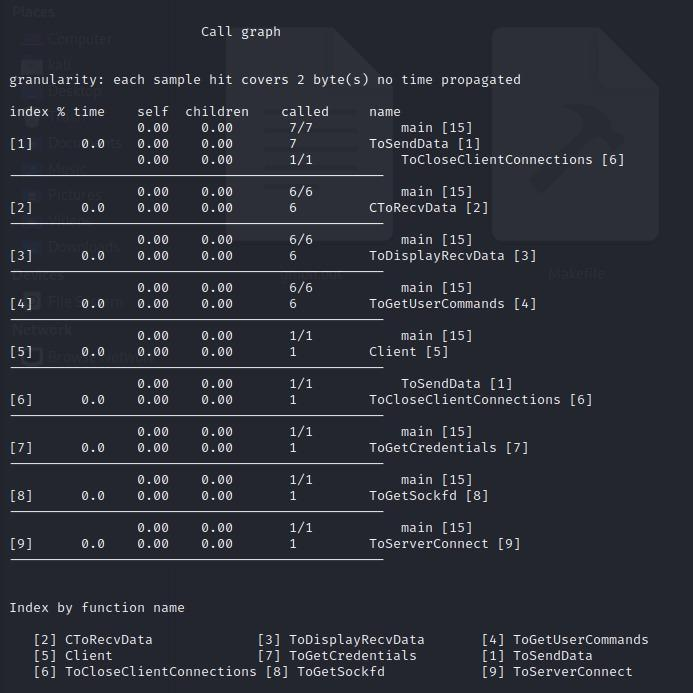 Places
Call graph
Computer
kali
Desktop
granularity: each sample hit covers 2 byte(s) no time propagated
index % time    self  children    called     name
                0.00    0.00       7/7           main [15]
[1]      0.0    0.00    0.00       7         ToSendData [1]
                0.00    0.00       1/1           ToCloseClientConnections [6]
                0.00    0.00       6/6           main [15]
[2]      0.0    0.00    0.00       6         CToRecvData [2]
                0.00    0.00       6/6           main [15]
[3]      0.0    0.00    0.00       6         ToDisplayRecvData [3]
                0.00    0.00       6/6           main [15]
[4]      0.0    0.00    0.00       6         ToGetUserCommands [4]
                0.00    0.00       1/1           main [15]
[5]      0.0    0.00    0.00       1         Client [5]
                0.00    0.00       1/1           ToSendData [1]
[6]      0.0    0.00    0.00       1         ToCloseClientConnections [6]
                0.00    0.00       1/1           main [15]
[7]      0.0    0.00    0.00       1         ToGetCredentials [7]
                0.00    0.00       1/1           main [15]
[8]      0.0    0.00    0.00       1         ToGetSockfd [8]
                0.00    0.00       1/1           main [15]
[9]      0.0    0.00    0.00       1         ToServerConnect [9]
Pictures
Downloads
Devices
Makefile
Network
Index by function name
[2] CToRecvData             [3] ToDisplayRecvData       [4] ToGetUserCommands
[5] Client                  [7] ToGetCredentials        [1] ToSendData
[6] ToCloseClientConnections [8] ToGetSockfd            [9] ToServerConnect